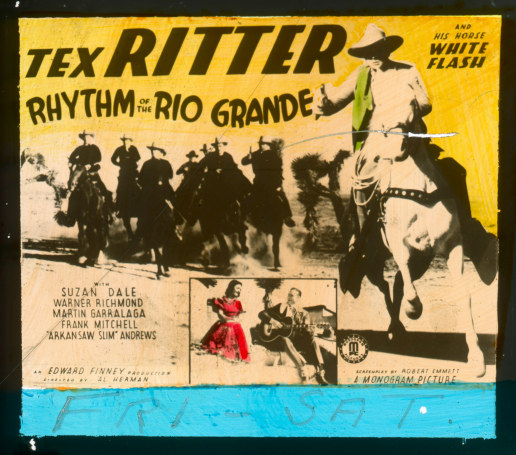 TEX RITTER
AND
HIS HORSE
WHITE
FLASH
RHYTHM OF THE RIO GRANDE
WITH
SUZAN DALE
WARNER RICHMOND
MARTIN GARRALAGA
FRANK MITCHELL
"ARKANSAW SLIM" ANDREWS
AN EDWARD FINNEY PRODUCTION
DIRECTED BY AL HERMAN
SCREENPLAY BY ROBERT EMMETT
A MONOGRAM PICTURE
FRI - SAT.